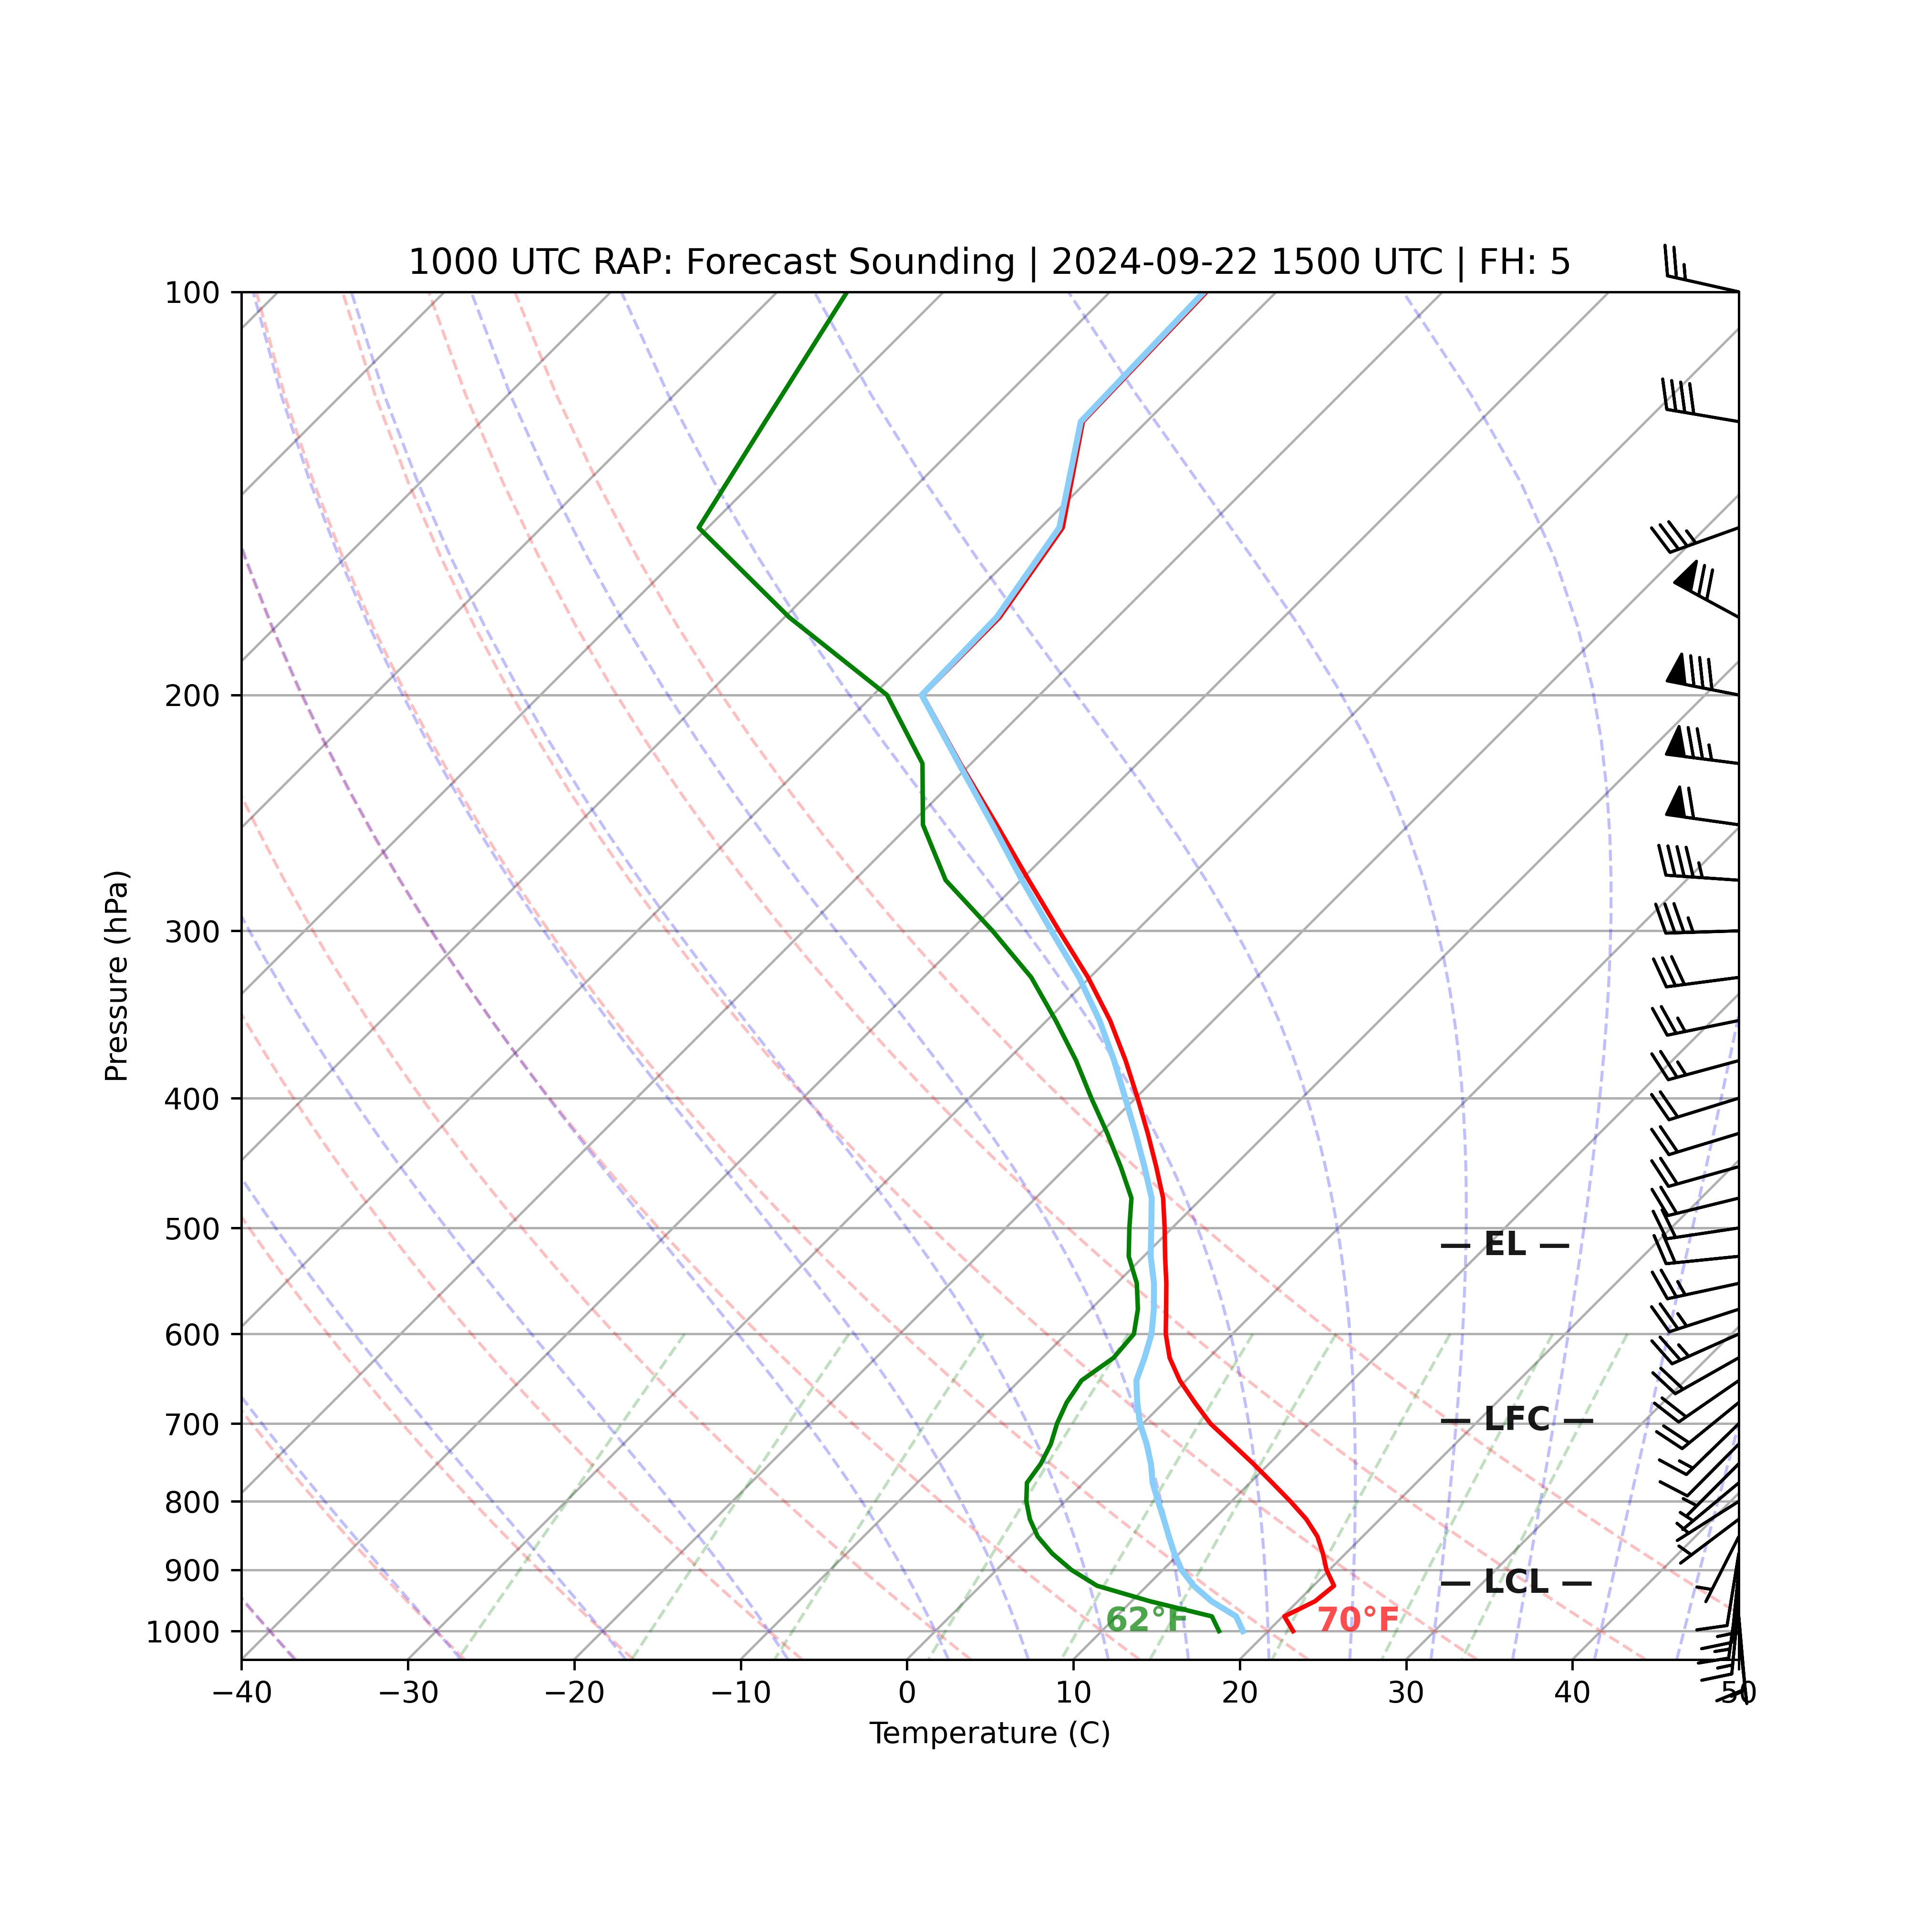 1000 UTC RAP: Forecast Sounding | 2024-09-22 1500 UTC | FH: 5
100
200
300
400
500
600
700
800
900
1000
Pressure (hPa)
— EL —
— LFC —
— LCL —
62°F
70°F
−40 −30 −20 −10 0 10 20 30 40 50
Temperature (C)